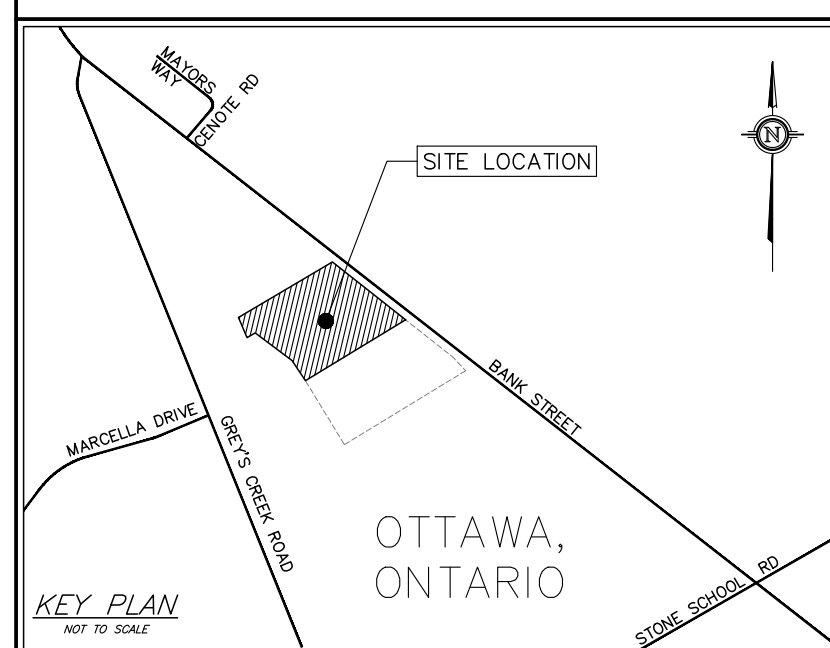 MAYORS
WAY
CENOTE RD
SITE LOCATION
N
BANK STREET
MARCELLA DRIVE
GREY'S CREEK ROAD
OTTAWA,
ONTARIO
STONE SCHOOL RD
KEY PLAN
NOT TO SCALE